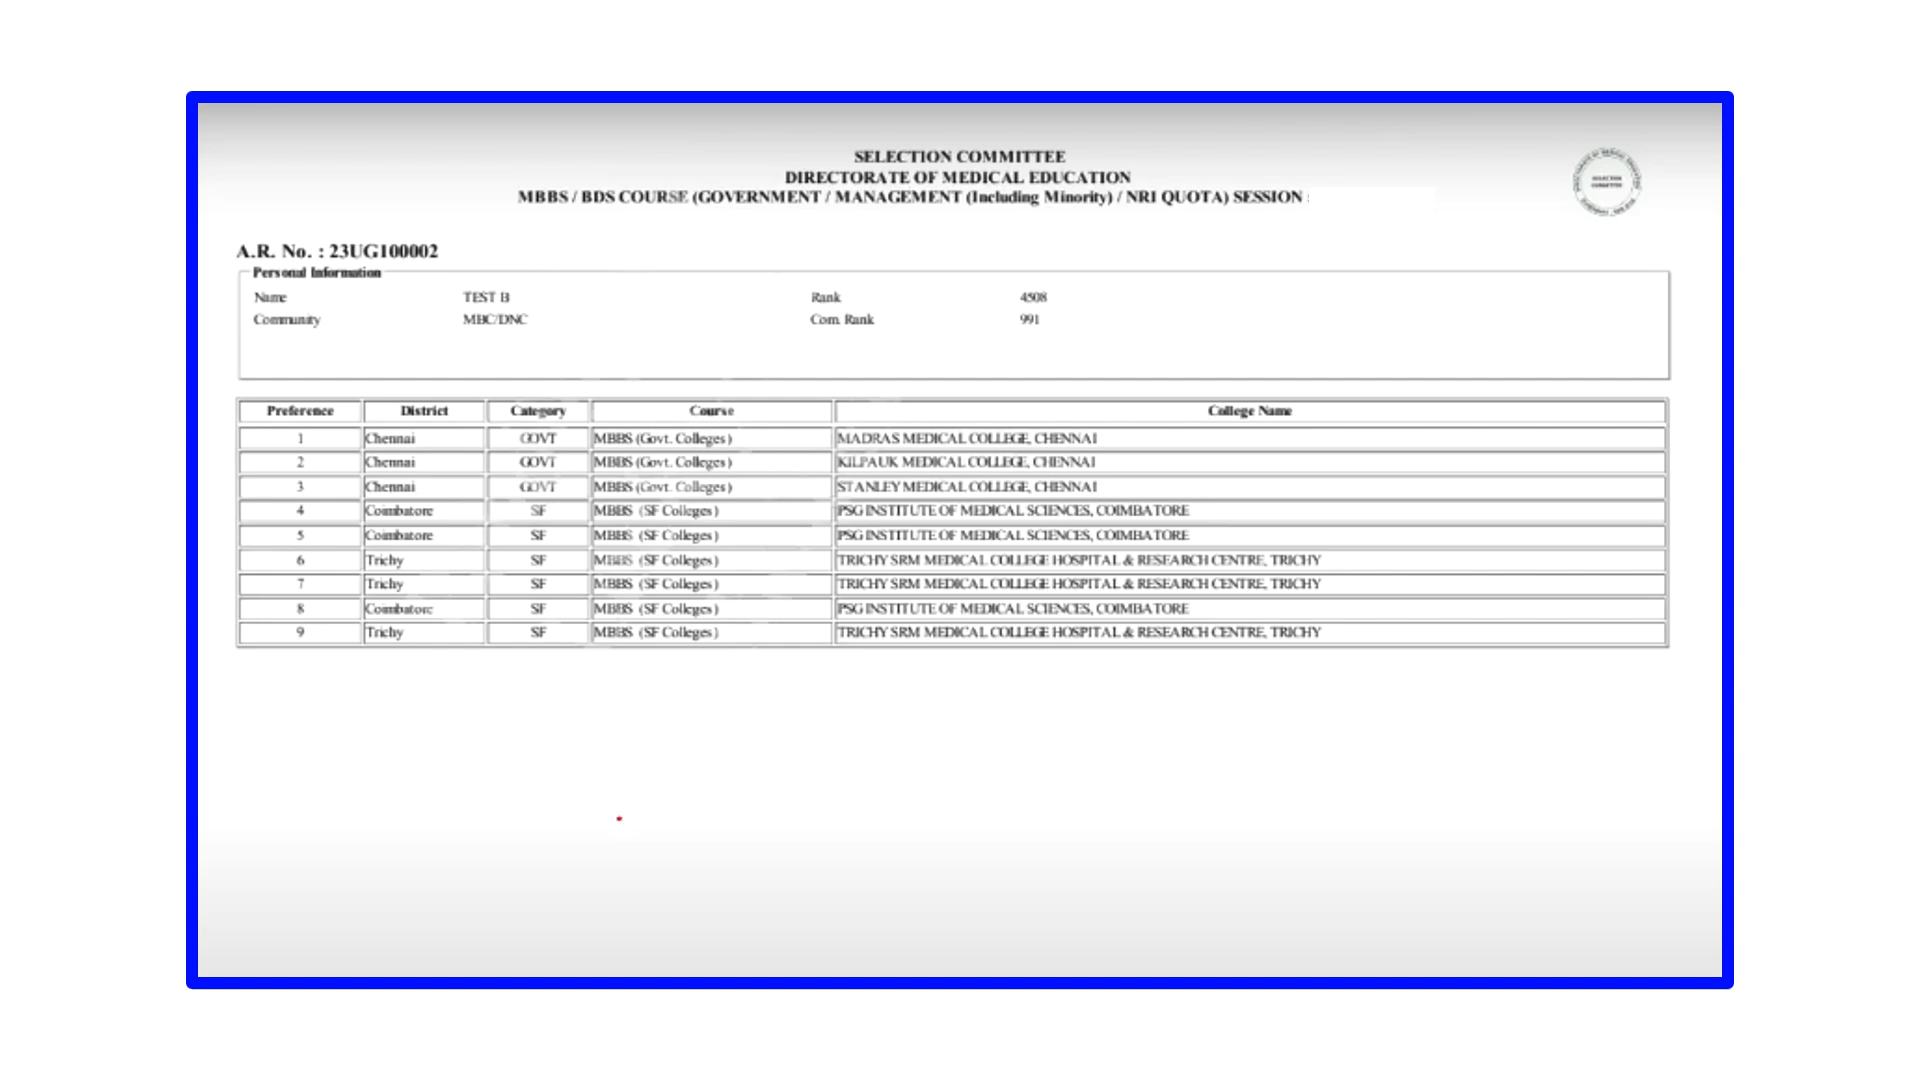 SELECTION COMMITTEE
DIRECTORATE OF MEDICAL EDUCATION
MBBS / BDS COURSE (GOVERNMENT / MANAGEMENT (Including Minority) / NRI QUOTA) SESSION :
SELECTION COMMITTEE
A.R. No. : 23UG100002
Personal Information
Name TEST B Rank 4508
Community MBC/DNC Com. Rank 991
Preference District Category Course College Name
1 Chennai GOVT MBBS (Govt. Colleges) MADRAS MEDICAL COLLEGE, CHENNAI
2 Chennai GOVT MBBS (Govt. Colleges) KILPAUK MEDICAL COLLEGE, CHENNAI
3 Chennai GOVT MBBS (Govt. Colleges) STANLEY MEDICAL COLLEGE, CHENNAI
4 Coimbatore SF MBBS (SF Colleges) PSG INSTITUTE OF MEDICAL SCIENCES, COIMBATORE
5 Coimbatore SF MBBS (SF Colleges) PSG INSTITUTE OF MEDICAL SCIENCES, COIMBATORE
6 Trichy SF MBBS (SF Colleges) TRICHY SRM MEDICAL COLLEGE HOSPITAL & RESEARCH CENTRE, TRICHY
7 Trichy SF MBBS (SF Colleges) TRICHY SRM MEDICAL COLLEGE HOSPITAL & RESEARCH CENTRE, TRICHY
8 Coimbatore SF MBBS (SF Colleges) PSG INSTITUTE OF MEDICAL SCIENCES, COIMBATORE
9 Trichy SF MBBS (SF Colleges) TRICHY SRM MEDICAL COLLEGE HOSPITAL & RESEARCH CENTRE, TRICHY